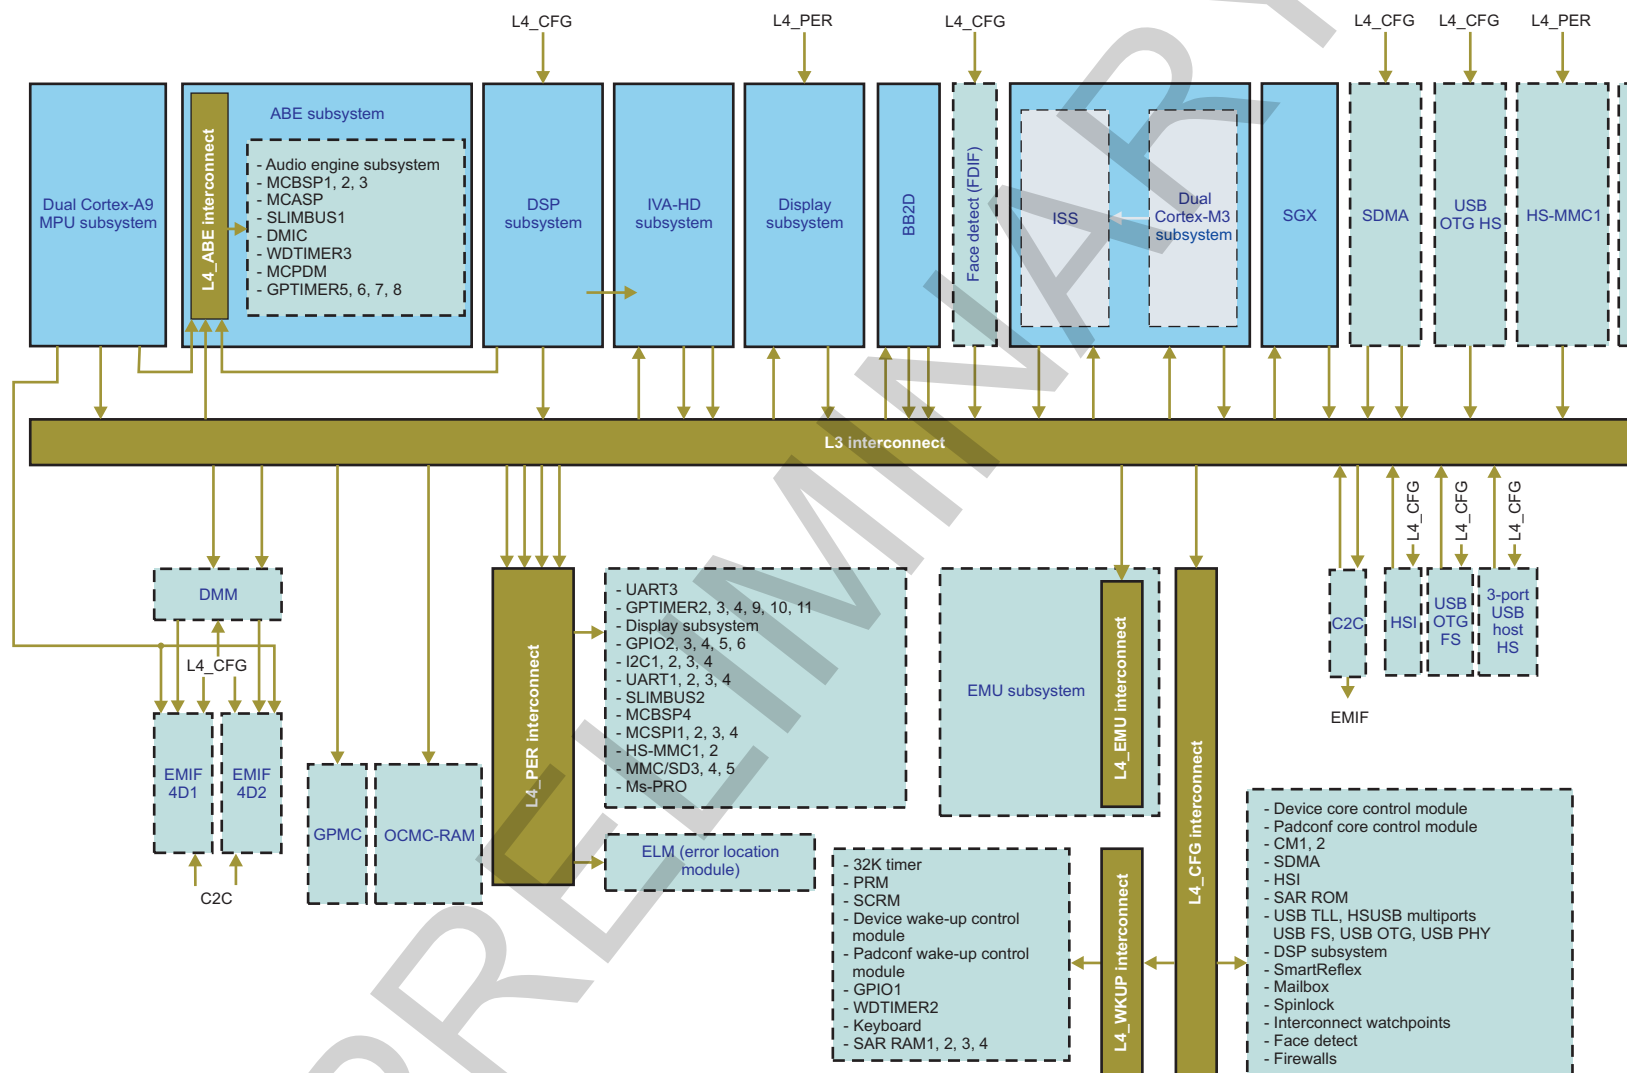 L4_CFG
L4_PER
L4_CFG
L4_CFG
L4_CFG
L4_PER
Dual Cortex-A9
MPU subsystem
ABE subsystem
L4_ABE interconnect
- Audio engine subsystem
- MCBSP1, 2, 3
- MCASP
- SLIMBUS1
- DMIC
- WDTIMER3
- MCPDM
- GPTIMER5, 6, 7, 8
DSP
subsystem
IVA-HD
subsystem
Display
subsystem
BB2D
Face detect (FDIF)
ISS
Dual
Cortex-M3
subsystem
SGX
SDMA
USB
OTG HS
HS-MMC1
L3 interconnect
DMM
L4_CFG
EMIF
4D1
EMIF
4D2
C2C
GPMC
OCMC-RAM
L4_PER interconnect
- UART3
- GPTIMER2, 3, 4, 9, 10, 11
- Display subsystem
- GPIO2, 3, 4, 5, 6
- I2C1, 2, 3, 4
- UART1, 2, 3, 4
- SLIMBUS2
- MCBSP4
- MCSPI1, 2, 3, 4
- HS-MMC1, 2
- MMC/SD3, 4, 5
- Ms-PRO
ELM (error location
module)
EMU subsystem
L4_EMU interconnect
L4_CFG interconnect
L4_WKUP interconnect
- 32K timer
- PRM
- SCRM
- Device wake-up control
module
- Padconf wake-up control
module
- GPIO1
- WDTIMER2
- Keyboard
- SAR RAM1, 2, 3, 4
L4_CFG
L4_CFG
L4_CFG
C2C
HSI
USB
OTG
FS
3-port
USB
host
HS
EMIF
- Device core control module
- Padconf core control module
- CM1, 2
- SDMA
- HSI
- SAR ROM
- USB TLL, HSUSB multiports
USB FS, USB OTG, USB PHY
- DSP subsystem
- SmartReflex
- Mailbox
- Spinlock
- Interconnect watchpoints
- Face detect
- Firewalls
PRELIMINARY